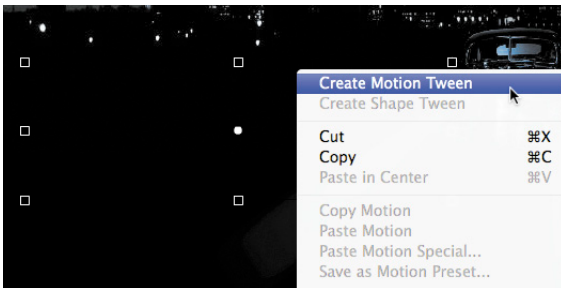 Create Motion Tween
Create Shape Tween
Cut ⌘X
Copy ⌘C
Paste in Center ⌘V
Copy Motion
Paste Motion
Paste Motion Special...
Save as Motion Preset...